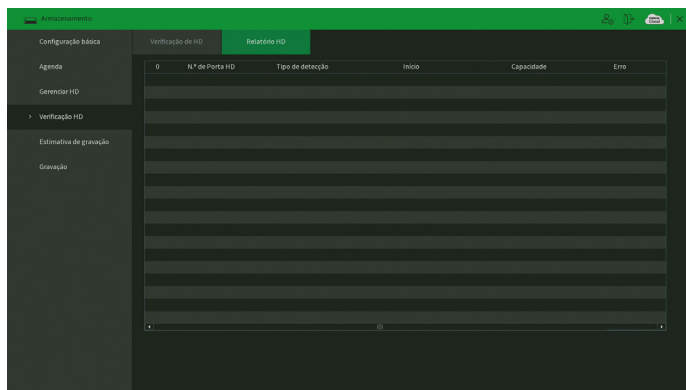 Armazenamento
Configuração básica
Verificação de HD
Relatório HD
Agenda
0 N.º de Porta HD Tipo de detecção Início Capacidade Erro
Gerenciar HD
> Verificação HD
Estimativa de gravação
Gravação